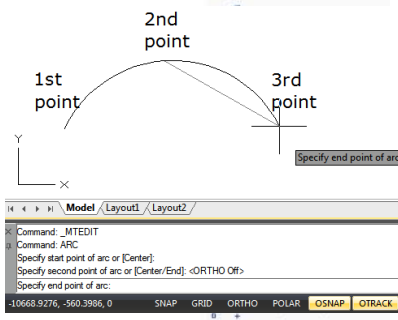 2nd
point
1st
point
3rd
point
Y
X
Specify end point of arc
Model Layout1 Layout2
Command: _MTEDIT
Command: ARC
Specify start point of arc or [Center]:
Specify second point of arc or [Center/End]: <ORTHO Off>
Specify end point of arc:
-10668.9276, -560.3986, 0 SNAP GRID ORTHO POLAR OSNAP OTRACK